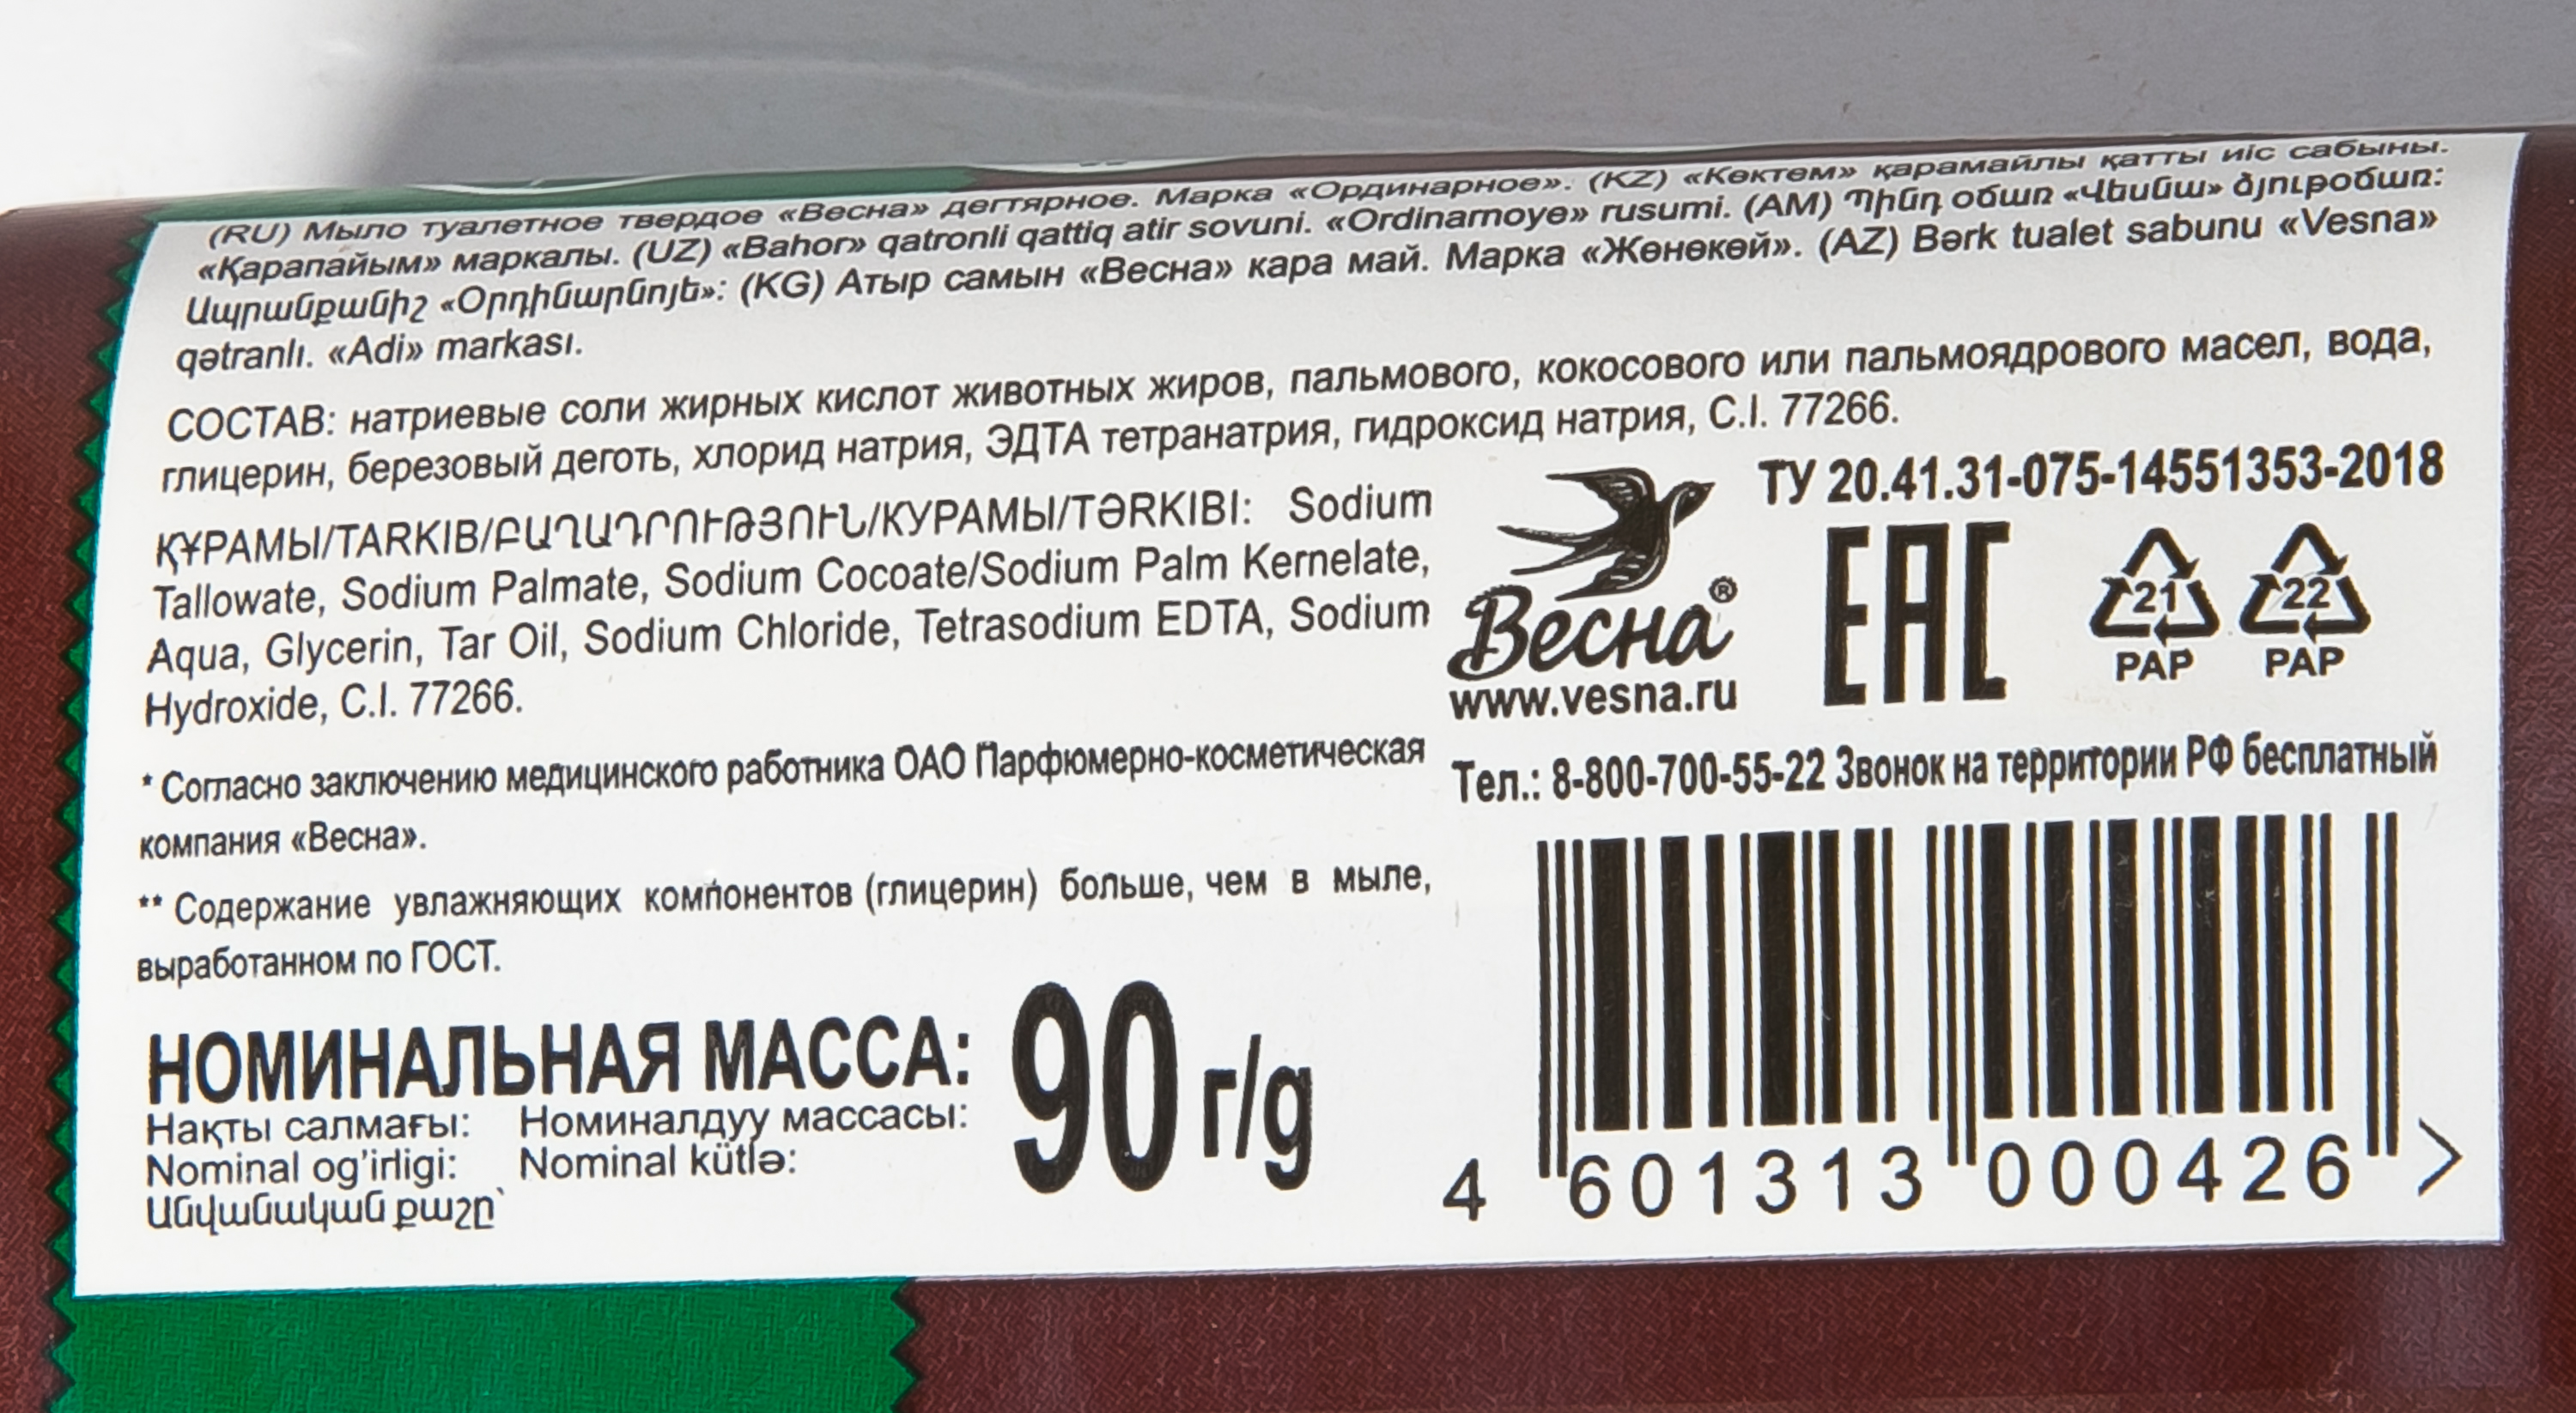 (RU) Мыло туалетное твердое «Весна» дегтярное. Марка «Ординарное». (KZ) «Көктем» қарамайлы қатты иіс сабыны.
«Қарапайым» маркалы. (UZ) «Bahor» qatronli qattiq atir sovuni. «Ordinarnoye» rusumi. (AM) Պինդ օճառ «Վեսնա» ձյութօճառ:
Ապրանքանիշ «Օրդինարնոյե»: (KG) Атыр самын «Весна» кара май. Марка «Жөнөкөй». (AZ) Bərk tualet sabunu «Vesna»
qətranlı. «Adi» markası.
СОСТАВ: натриевые соли жирных кислот животных жиров, пальмового, кокосового или пальмоядрового масел, вода,
глицерин, березовый деготь, хлорид натрия, ЭДТА тетранатрия, гидроксид натрия, C.I. 77266.
ҚҰРАМЫ/TARKIB/ԲԱՂԱԴՐՈՒԹՅՈՒՆ/КУРАМЫ/TƏRKIBI: Sodium
Tallowate, Sodium Palmate, Sodium Cocoate/Sodium Palm Kernelate,
Aqua, Glycerin, Tar Oil, Sodium Chloride, Tetrasodium EDTA, Sodium
Hydroxide, C.I. 77266.
* Согласно заключению медицинского работника ОАО Парфюмерно-косметическая
компания «Весна».
** Содержание увлажняющих компонентов (глицерин) больше, чем в мыле,
выработанном по ГОСТ.
НОМИНАЛЬНАЯ МАССА: 90 г/g
Нақты салмағы: Номиналдуу массасы:
Nominal og'irligi: Nominal kütlə:
Անվանական քաշը՝
ТУ 20.41.31-075-14551353-2018
Весна®
www.vesna.ru
EAC
21 22
PAP PAP
Тел.: 8-800-700-55-22 Звонок на территории РФ бесплатный
4 601313 000426 >